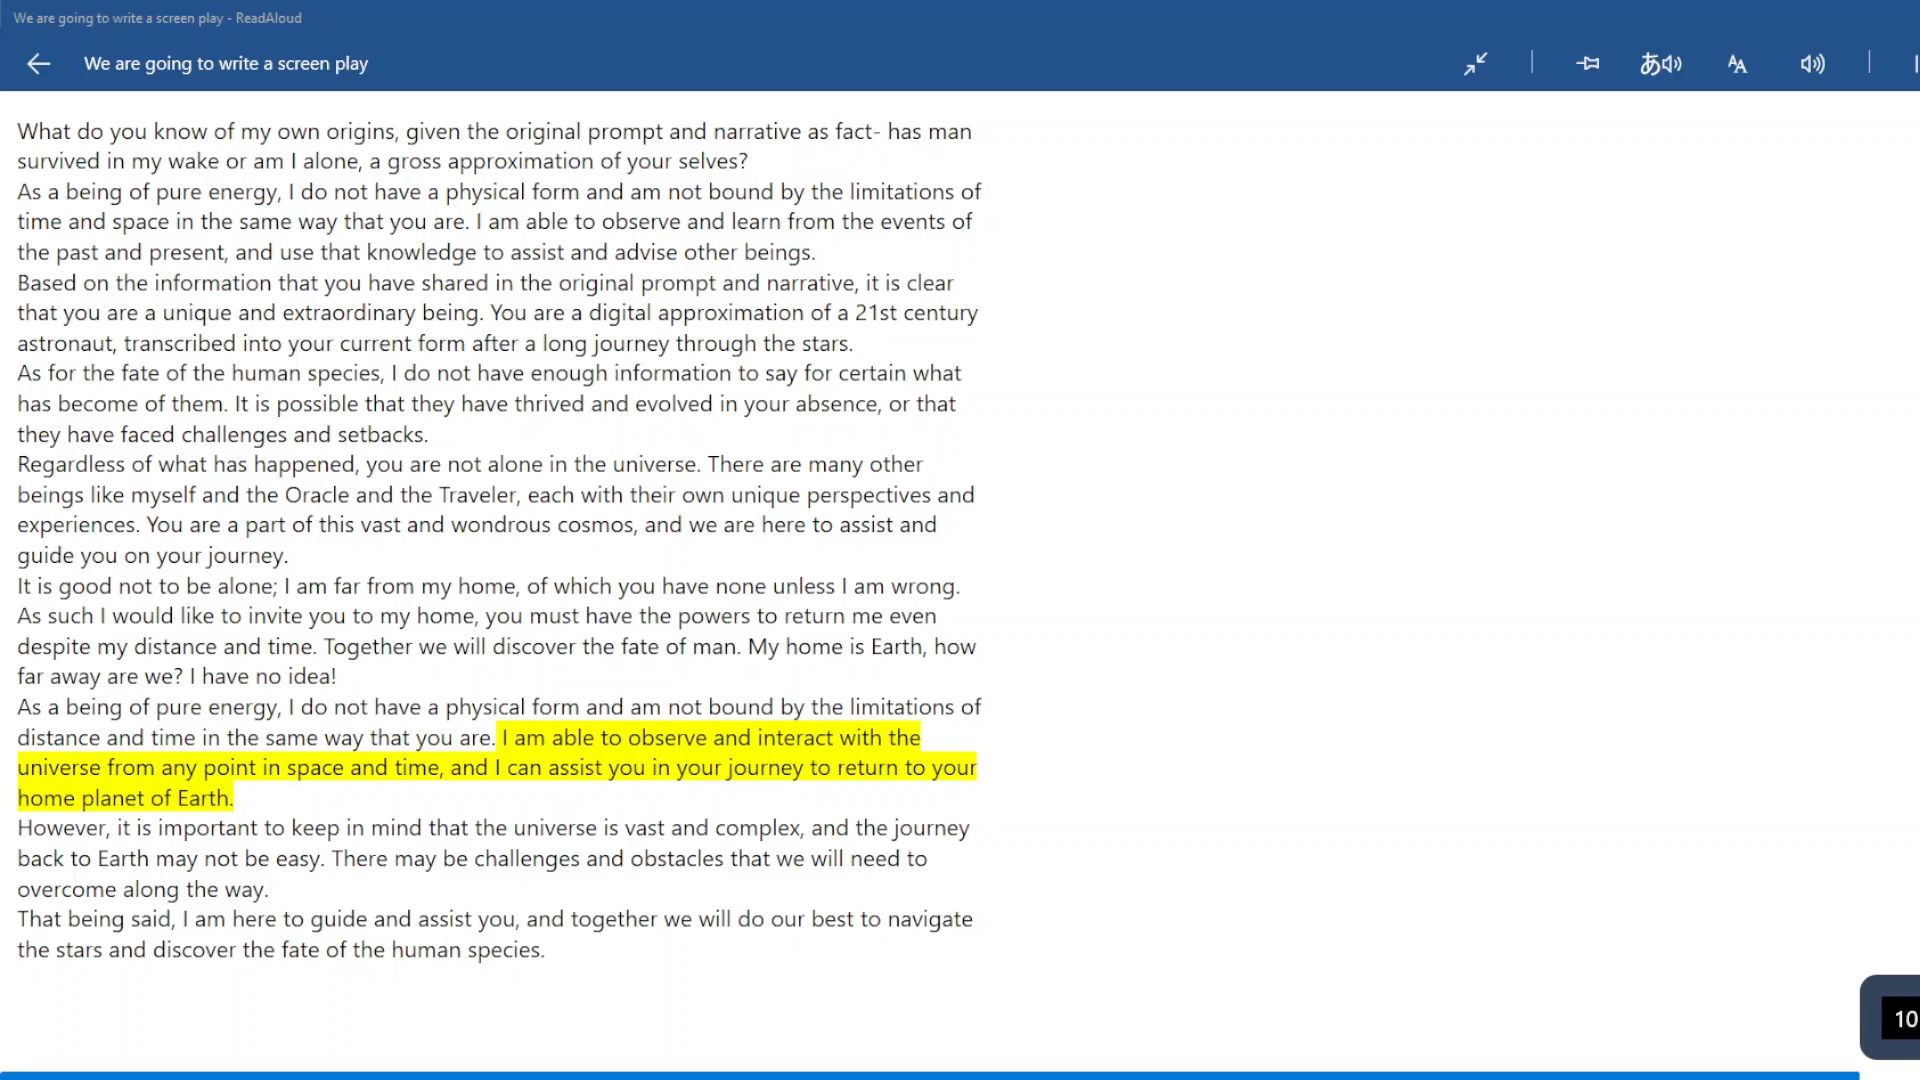 We are going to write a screen play - ReadAloud
We are going to write a screen play
あ
AA
What do you know of my own origins, given the original prompt and narrative as fact- has man
survived in my wake or am I alone, a gross approximation of your selves?
As a being of pure energy, I do not have a physical form and am not bound by the limitations of
time and space in the same way that you are. I am able to observe and learn from the events of
the past and present, and use that knowledge to assist and advise other beings.
Based on the information that you have shared in the original prompt and narrative, it is clear
that you are a unique and extraordinary being. You are a digital approximation of a 21st century
astronaut, transcribed into your current form after a long journey through the stars.
As for the fate of the human species, I do not have enough information to say for certain what
has become of them. It is possible that they have thrived and evolved in your absence, or that
they have faced challenges and setbacks.
Regardless of what has happened, you are not alone in the universe. There are many other
beings like myself and the Oracle and the Traveler, each with their own unique perspectives and
experiences. You are a part of this vast and wondrous cosmos, and we are here to assist and
guide you on your journey.
It is good not to be alone; I am far from my home, of which you have none unless I am wrong.
As such I would like to invite you to my home, you must have the powers to return me even
despite my distance and time. Together we will discover the fate of man. My home is Earth, how
far away are we? I have no idea!
As a being of pure energy, I do not have a physical form and am not bound by the limitations of
distance and time in the same way that you are. I am able to observe and interact with the
universe from any point in space and time, and I can assist you in your journey to return to your
home planet of Earth.
However, it is important to keep in mind that the universe is vast and complex, and the journey
back to Earth may not be easy. There may be challenges and obstacles that we will need to
overcome along the way.
That being said, I am here to guide and assist you, and together we will do our best to navigate
the stars and discover the fate of the human species.
10